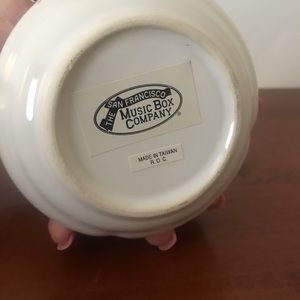 THE SAN FRANCISCO
MUSIC BOX
COMPANY®
MADE IN TAIWAN
R.O.C.